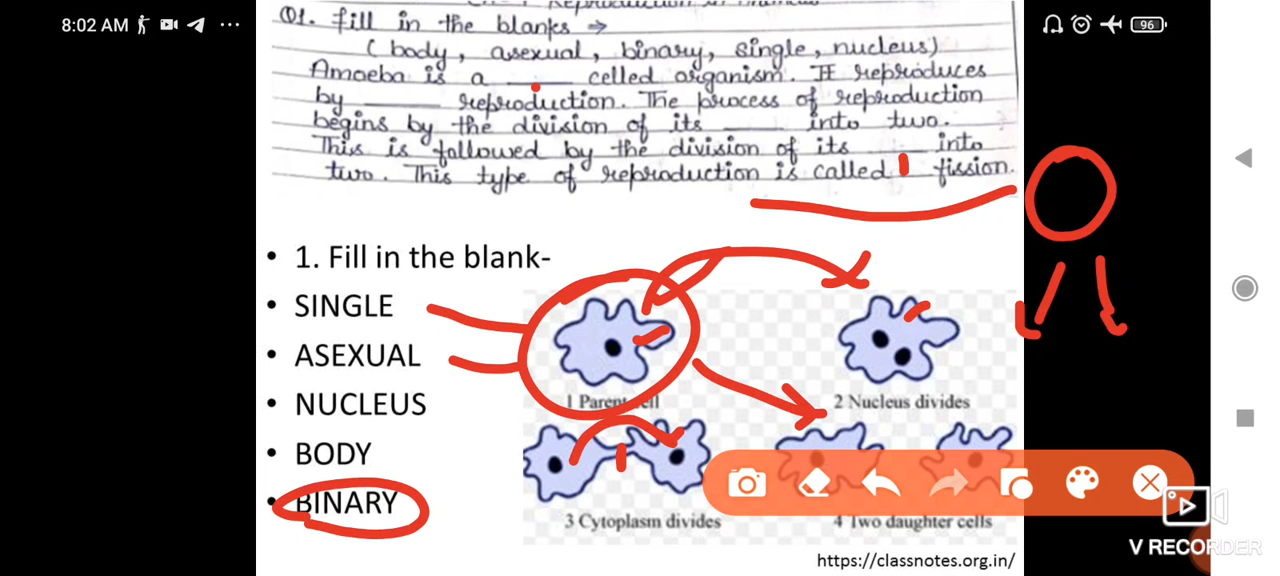 8:02 AM
96
Reproduction in Animals
Q1. Fill in the blanks →
(body, asexual, binary, single, nucleus)
Amoeba is a ____ celled organism. It reproduces
by ____ reproduction. The process of reproduction
begins by the division of its ____ into two.
This is followed by the division of its ____ into
two. This type of reproduction is called ____ fission.
• 1. Fill in the blank-
• SINGLE
• ASEXUAL
• NUCLEUS
• BODY
• BINARY
1 Parent cell
2 Nucleus divides
3 Cytoplasm divides
4 Two daughter cells
https://classnotes.org.in/
V RECORDER